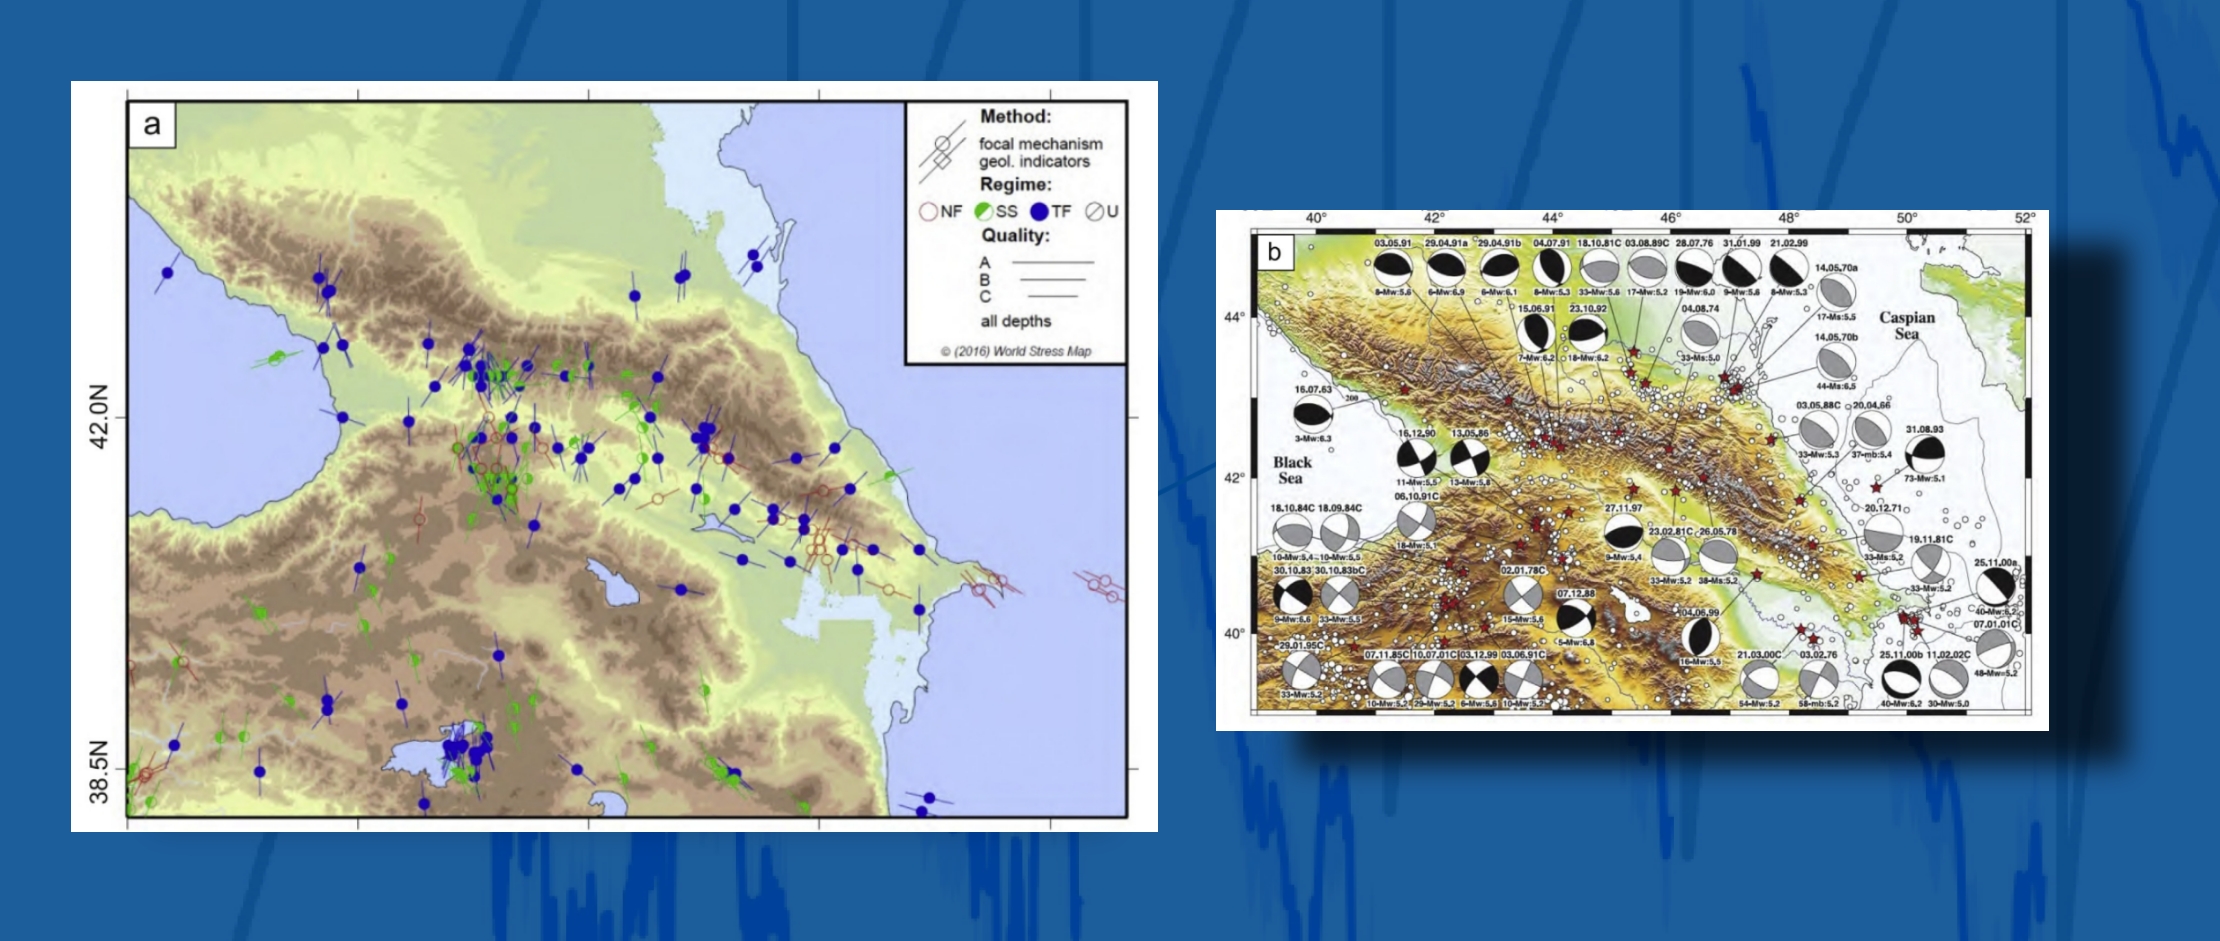 a
Method:
focal mechanism
geol. indicators
Regime:
NF SS TF U
Quality:
A
B
C
all depths
© (2016) World Stress Map
42.0N
38.5N
40° 42° 44° 46° 48° 50° 52°
b
03.05.91 29.04.91a 29.04.91b 04.07.91 18.10.81C 03.08.89C 28.07.76 31.01.99 21.02.99
8-Mw:5.6 6-Mw:6.9 6-Mw:6.1 8-Mw:5.3 33-Mw:5.6 17-Mw:5.2 19-Mw:6.0 9-Mw:5.6 8-Mw:5.3
14.05.70a
17-Ms:5.5
15.06.91 23.10.92 04.08.74
7-Mw:6.2 18-Mw:6.2 33-Ms:5.0
44°
Caspian
Sea
14.05.70b
44-Ms:6.5
16.07.63
200
3-Mw:6.3
03.05.88C 20.04.66
33-Mw:5.3 37-mb:5.4
31.08.93
73-Mw:5.1
16.12.90 13.05.86
11-Mw:5.5 13-Mw:5.8
Black
Sea
42°
06.10.91C
18-Mw:5.1
18.10.84C 18.09.84C
10-Mw:5.4 10-Mw:5.5
27.11.97
9-Mw:5.4
23.02.81C 26.05.78
33-Mw:5.2 38-Ms:5.2
20.12.71
33-Ms:5.2
19.11.81C
33-Mw:5.2
30.10.83 30.10.83bC
9-Mw:6.6 33-Mw:5.5
02.01.78C
15-Mw:5.6
07.12.88
5-Mw:6.8
25.11.00a
40-Mw:6.2
04.06.99
16-Mw:5.5
40°
07.01.01C
48-Mw=5.2
29.01.95C
33-Mw:5.2
07.11.85C 10.07.01C 03.12.99 03.06.91C
10-Mw:5.2 29-Mw:5.2 6-Mw:5.6 10-Mw:5.2
21.03.00C 03.02.76
54-Mw:5.2 58-mb:5.2
25.11.00b 11.02.02C
40-Mw:6.2 30-Mw:5.0